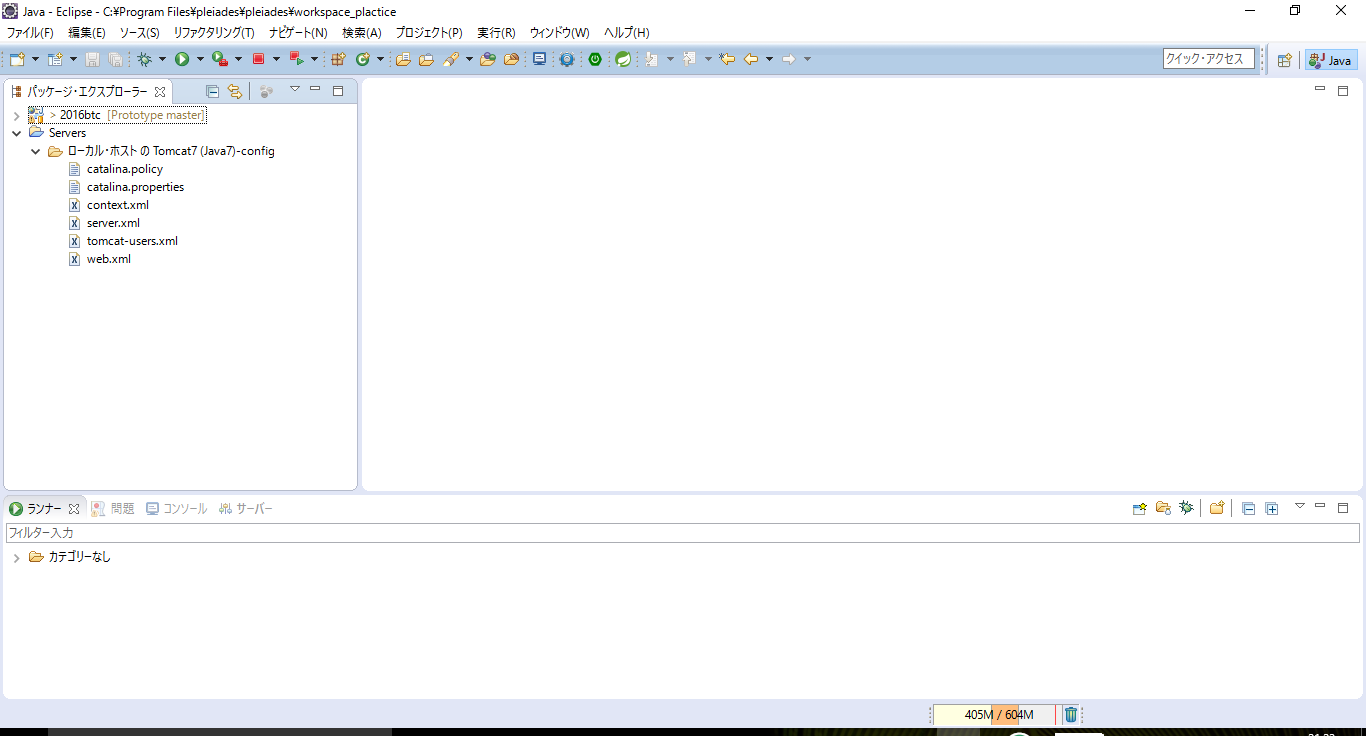 Java - Eclipse - C:¥Program Files¥pleiades¥pleiades¥workspace_plactice
ファイル(F) 編集(E) ソース(S) リファクタリング(T) ナビゲート(N) 検索(A) プロジェクト(P) 実行(R) ウィンドウ(W) ヘルプ(H)
クイック・アクセス
Java
パッケージ・エクスプローラー
> 2016btc [Prototype master]
Servers
ローカル・ホスト の Tomcat7 (Java7)-config
catalina.policy
catalina.properties
context.xml
server.xml
tomcat-users.xml
web.xml
ランナー 問題 コンソール サーバー
フィルター入力
カテゴリーなし
405M / 604M